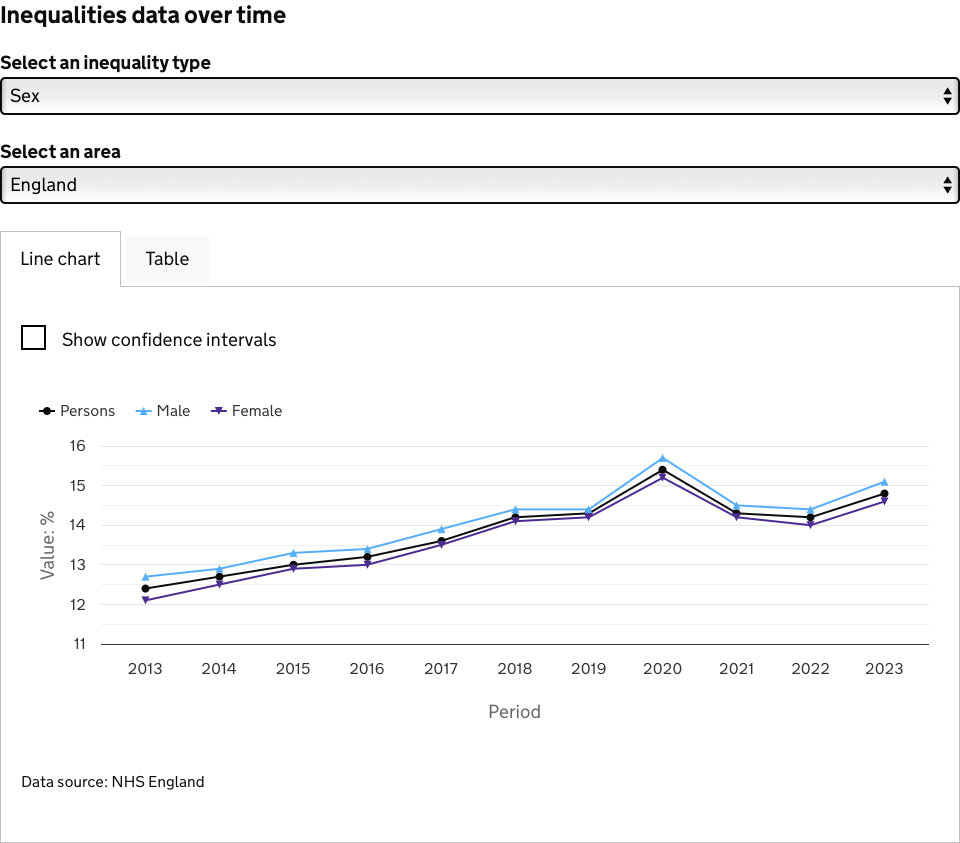 Inequalities data over time
Select an inequality type
Sex
Select an area
England
Line chart
Table
Show confidence intervals
Persons
Male
Female
16
15
14
13
12
11
Value: %
2013 2014 2015 2016 2017 2018 2019 2020 2021 2022 2023
Period
Data source: NHS England